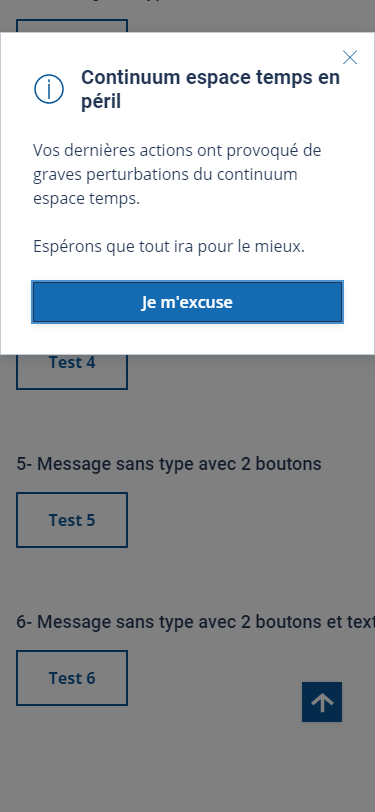 Continuum espace temps en
péril
Vos dernières actions ont provoqué de
graves perturbations du continuum
espace temps.
Espérons que tout ira pour le mieux.
Je m'excuse
Test 4
5- Message sans type avec 2 boutons
Test 5
6- Message sans type avec 2 boutons et text
Test 6